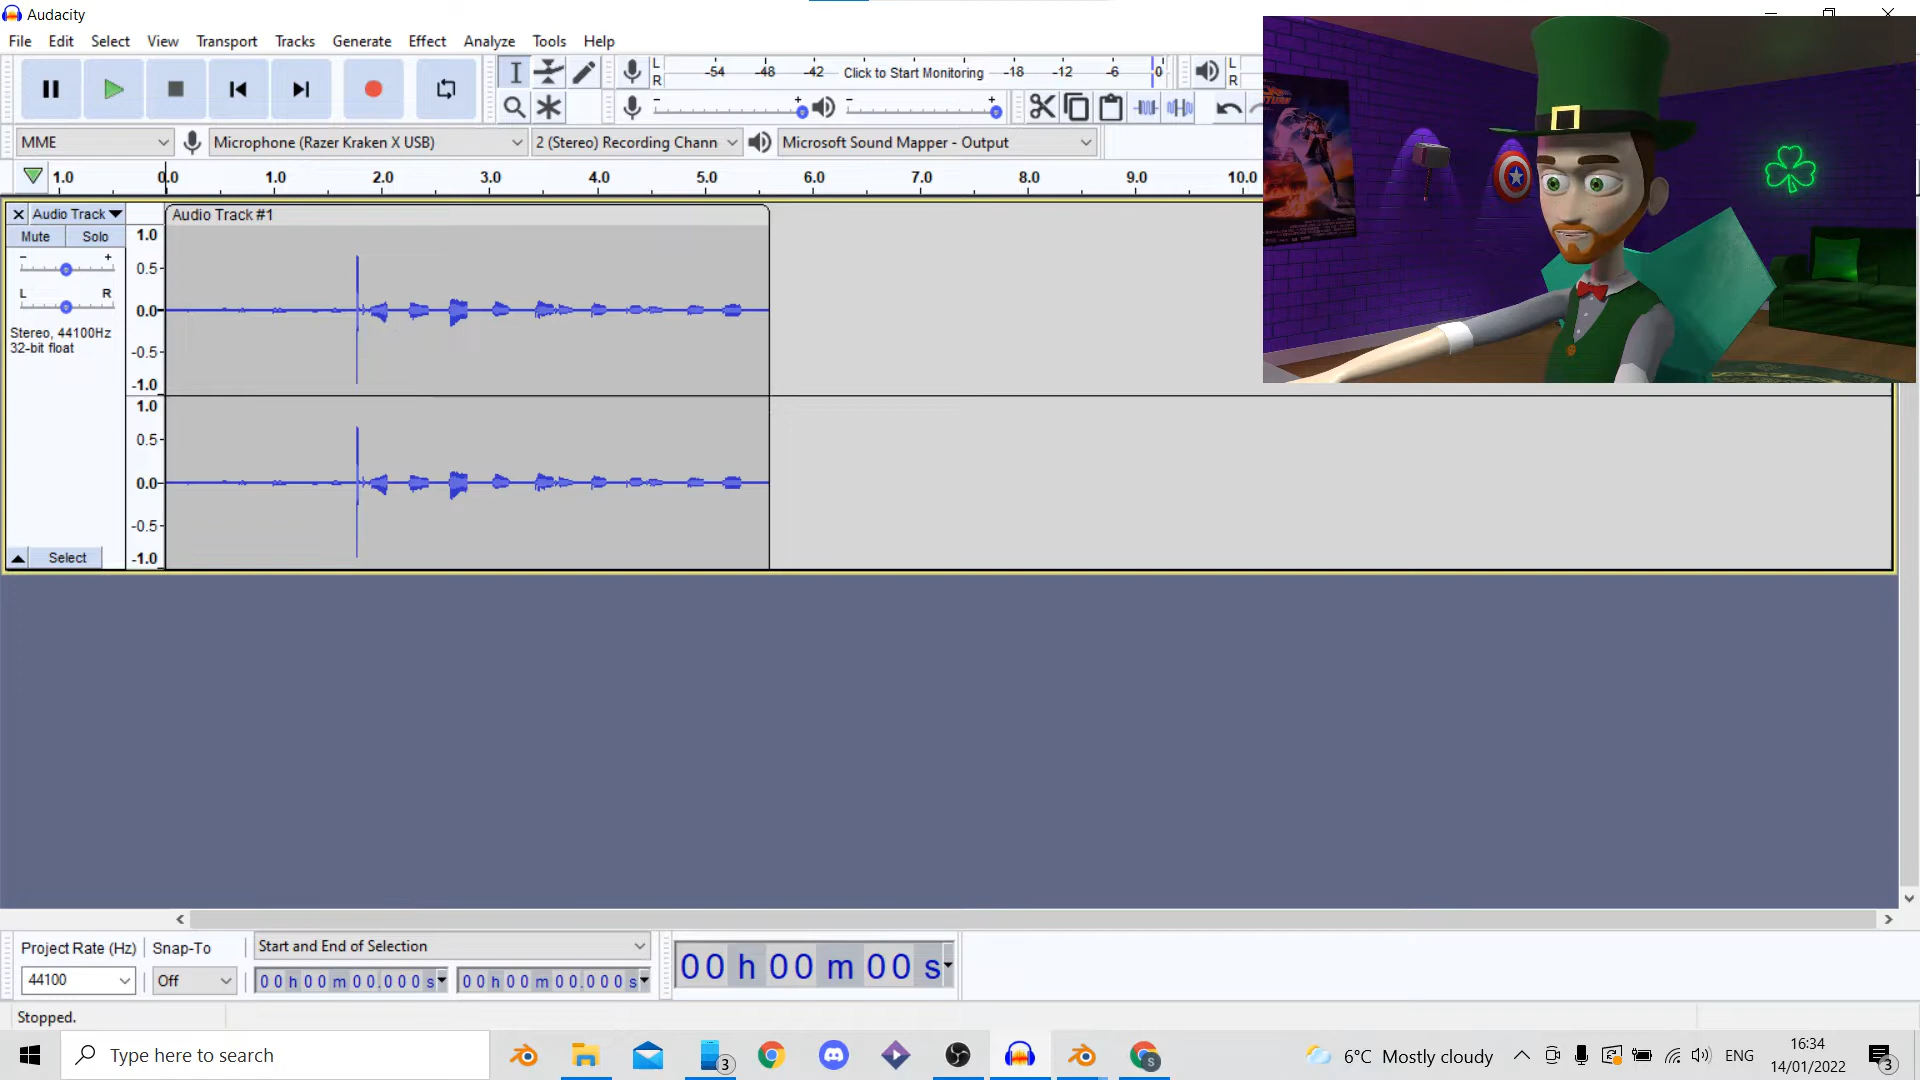 Audacity
File Edit Select View Transport Tracks Generate Effect Analyze Tools Help
L R -54 -48 -42 Click to Start Monitoring -18 -12 -6 0 L R
- + - +
MME Microphone (Razer Kraken X USB) 2 (Stereo) Recording Chann Microsoft Sound Mapper - Output
1.0 0.0 1.0 2.0 3.0 4.0 5.0 6.0 7.0 8.0 9.0 10.0
Audio Track Audio Track #1
Mute Solo
- +
L R
Stereo, 44100Hz
32-bit float
Select
1.0
0.5
0.0
-0.5
-1.0
1.0
0.5
0.0
-0.5
-1.0
Project Rate (Hz) Snap-To Start and End of Selection
44100 Off 00 h 00 m 00.000 s 00 h 00 m 00.000 s 00 h 00 m 00 s
Stopped.
Type here to search 3 S 6°C Mostly cloudy ENG 16:34
14/01/2022 3